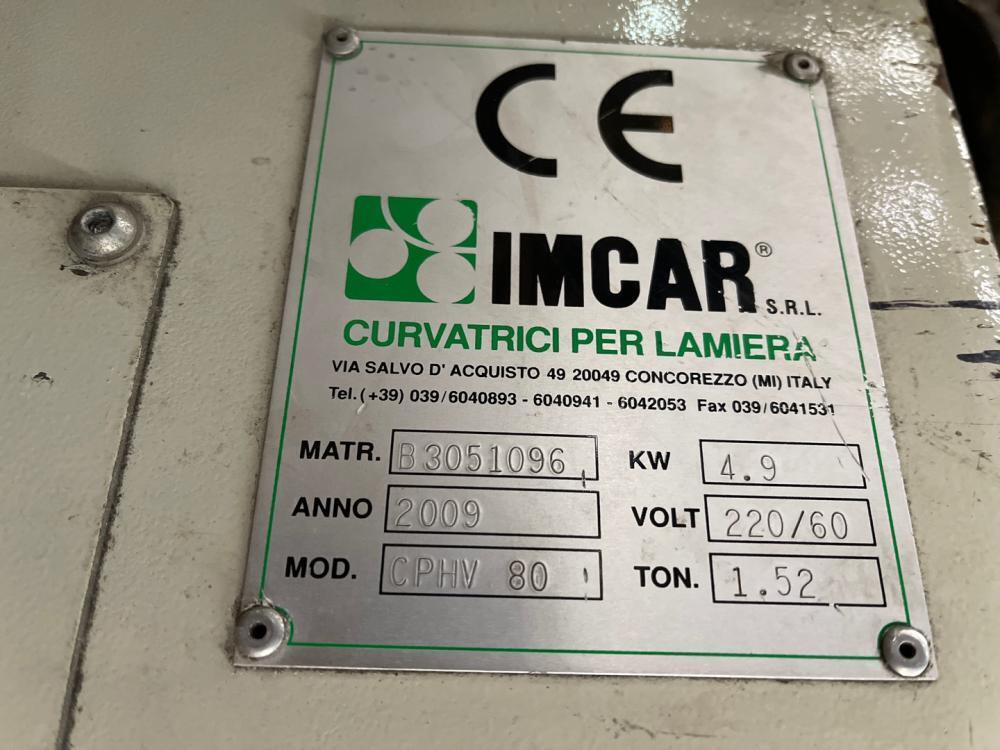 CE
IMCAR® S.R.L.
CURVATRICI PER LAMIERA
VIA SALVO D' ACQUISTO 49 20049 CONCOREZZO (MI) ITALY
Tel. (+39) 039/6040893 - 6040941 - 6042053 Fax 039/6041531
MATR. B3051096 KW 4.9
ANNO 2009 VOLT 220/60
MOD. CPHV 80 TON. 1.52